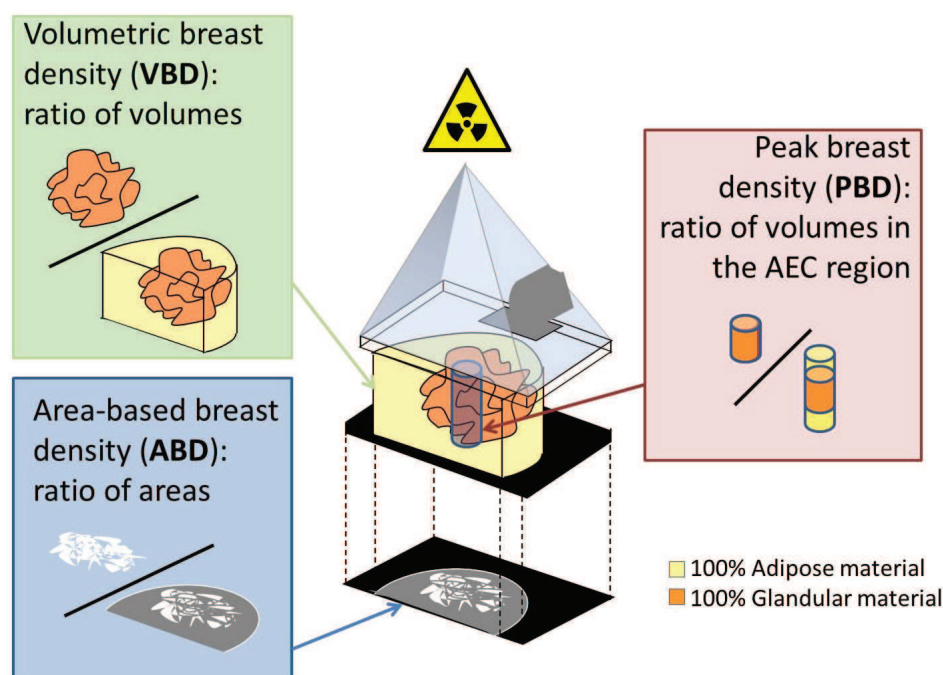 Volumetric breast
density (VBD):
ratio of volumes
Peak breast
density (PBD):
ratio of volumes in
the AEC region
Area-based breast
density (ABD):
ratio of areas
100% Adipose material
100% Glandular material